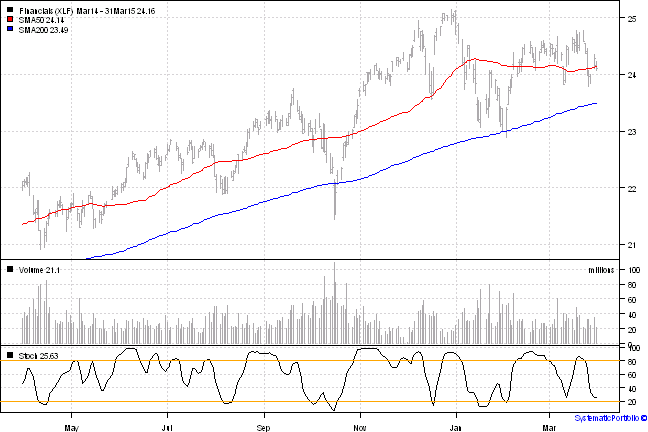 Financials (XLF) Mar14 - 31Mar15 24.16
SMA50 24.14
SMA200 23.49
25
24
23
22
21
Volume 21.1
millions
100
80
60
40
20
0
Stoch 25.63
100
80
60
40
20
May
Jul
Sep
Nov
Jan
Mar
SystematicPortfolio ©